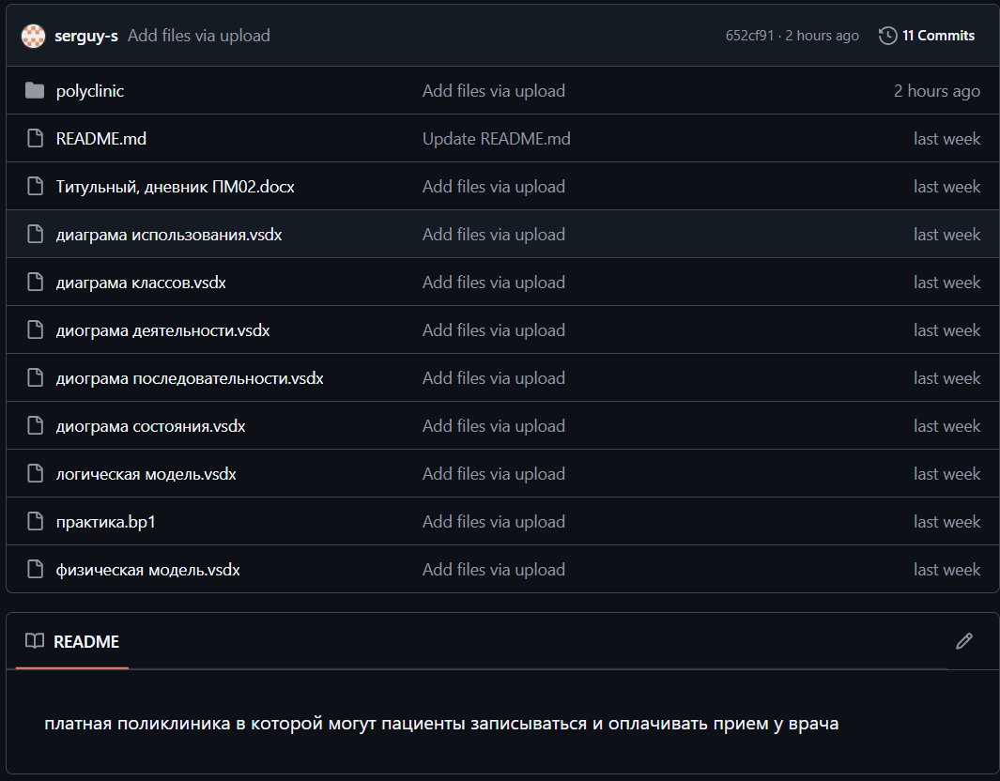 serguy-s Add files via upload 652cf91 · 2 hours ago 11 Commits
polyclinic Add files via upload 2 hours ago
README.md Update README.md last week
Титульный, дневник ПМ02.docx Add files via upload last week
диаграма использования.vsdx Add files via upload last week
диаграма классов.vsdx Add files via upload last week
диограма деятельности.vsdx Add files via upload last week
диограма последовательности.vsdx Add files via upload last week
диограма состояния.vsdx Add files via upload last week
логическая модель.vsdx Add files via upload last week
практика.bp1 Add files via upload last week
физическая модель.vsdx Add files via upload last week
README
платная поликлиника в которой могут пациенты записываться и оплачивать прием у врача